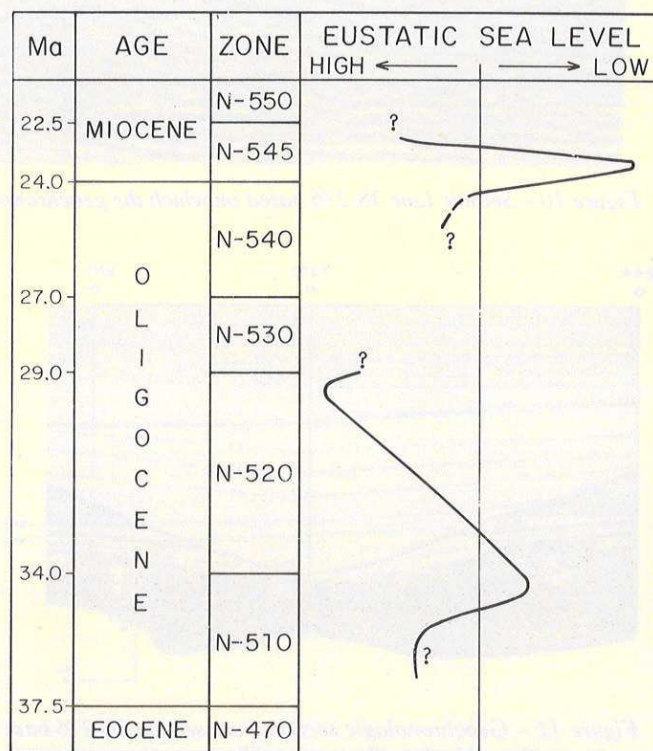 Ma AGE ZONE EUSTATIC SEA LEVEL
HIGH LOW
N-550
22.5
MIOCENE
?
N-545
24.0
N-540
?
27.0
N-530
29.0
?
OLIGOCENE
N-520
34.0
N-510
?
37.5
EOCENE N-470